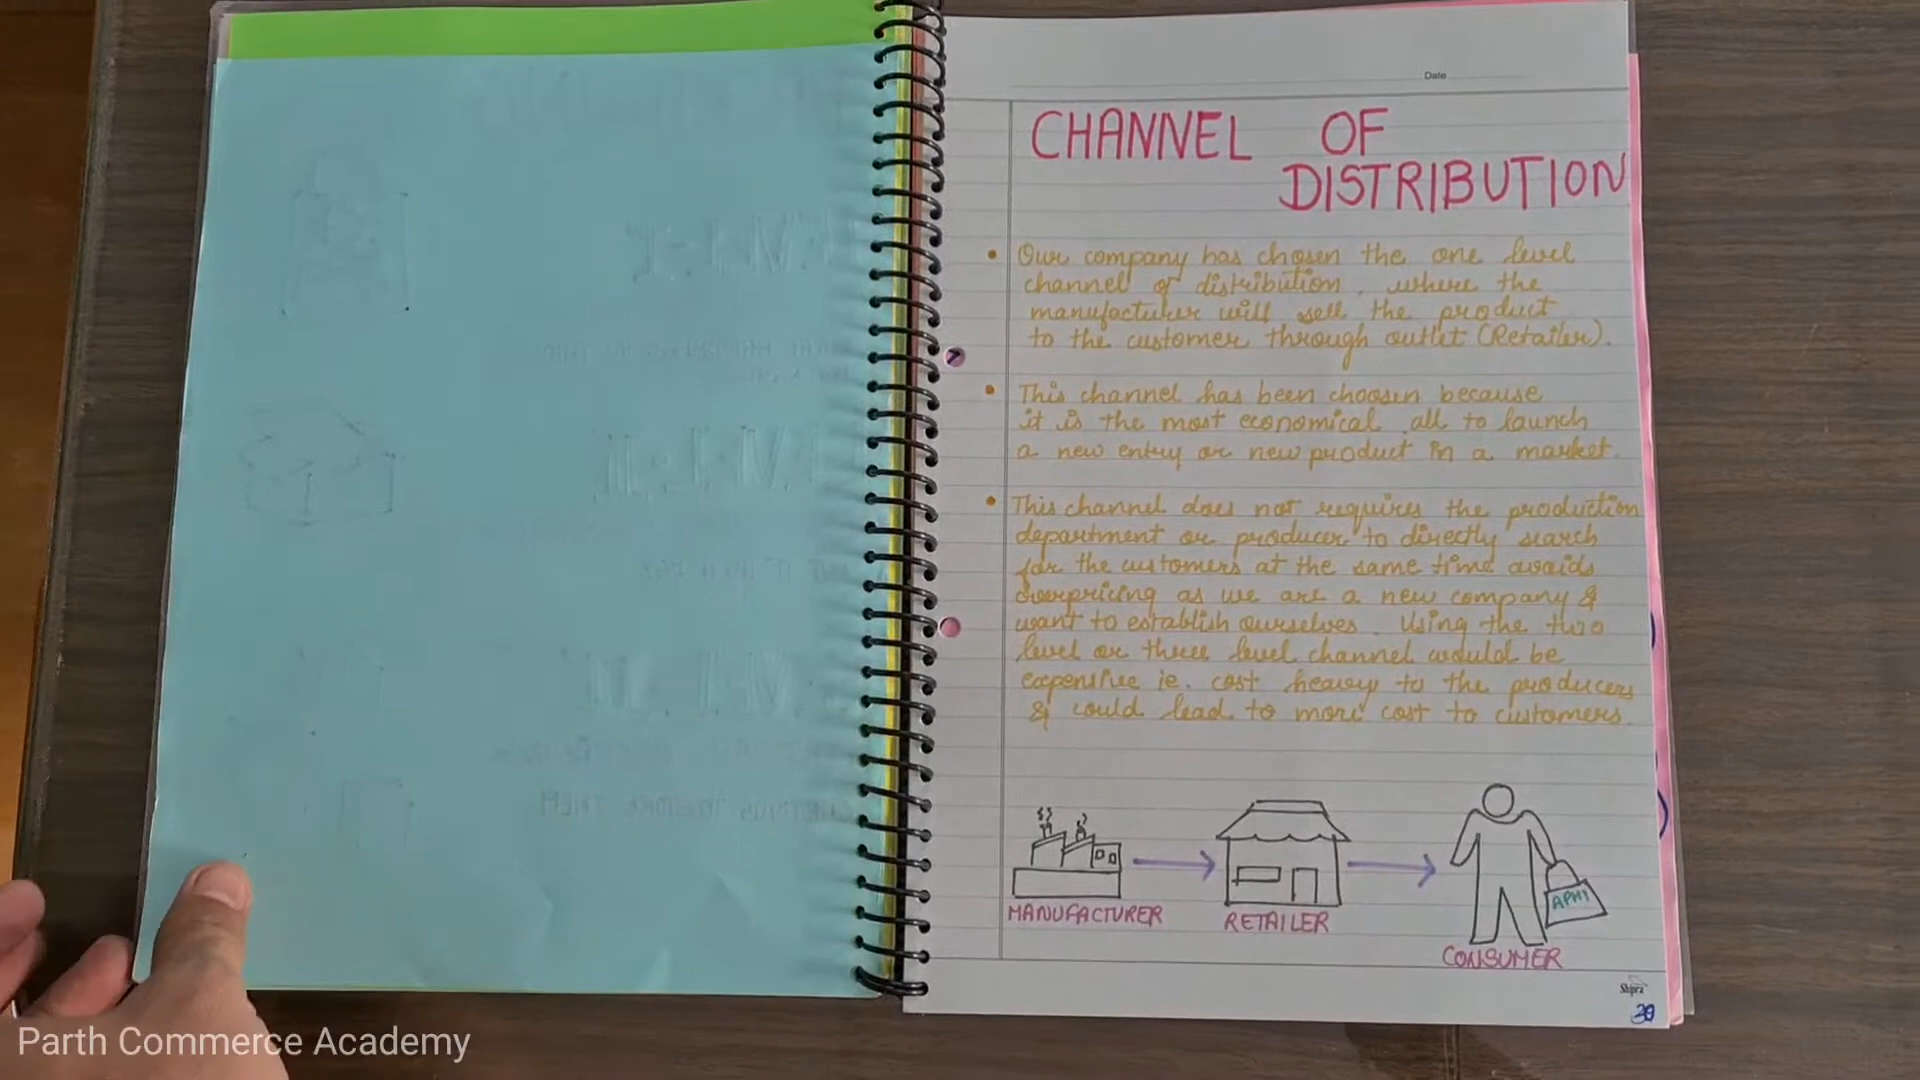 Date
CHANNEL OF
DISTRIBUTION
• Our company has chosen the one level
channel of distribution, where the
manufacturer will sell the product
to the customer through outlet (Retailer).
• This channel has been choosen because
it is the most economical all to launch
a new entry or new product in a market.
• This channel does not requires the production
department or producer to directly search
for the customers at the same time avoids
overpricing as we are a new company &
want to establish ourselves. Using the two
level or three level channel would be
expensive ie. cost heavy to the producers
& could lead to more cost to customers.
APHI
MANUFACTURER
RETAILER
CONSUMER
Shipra
30
Parth Commerce Academy